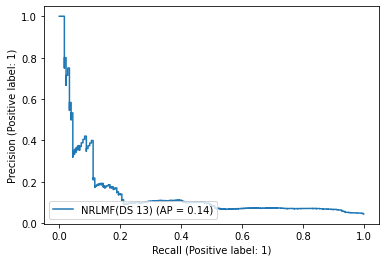 1.0
0.8
0.6
0.4
0.2
0.0
Precision (Positive label: 1)
NRLMF(DS 13) (AP = 0.14)
0.0 0.2 0.4 0.6 0.8 1.0
Recall (Positive label: 1)